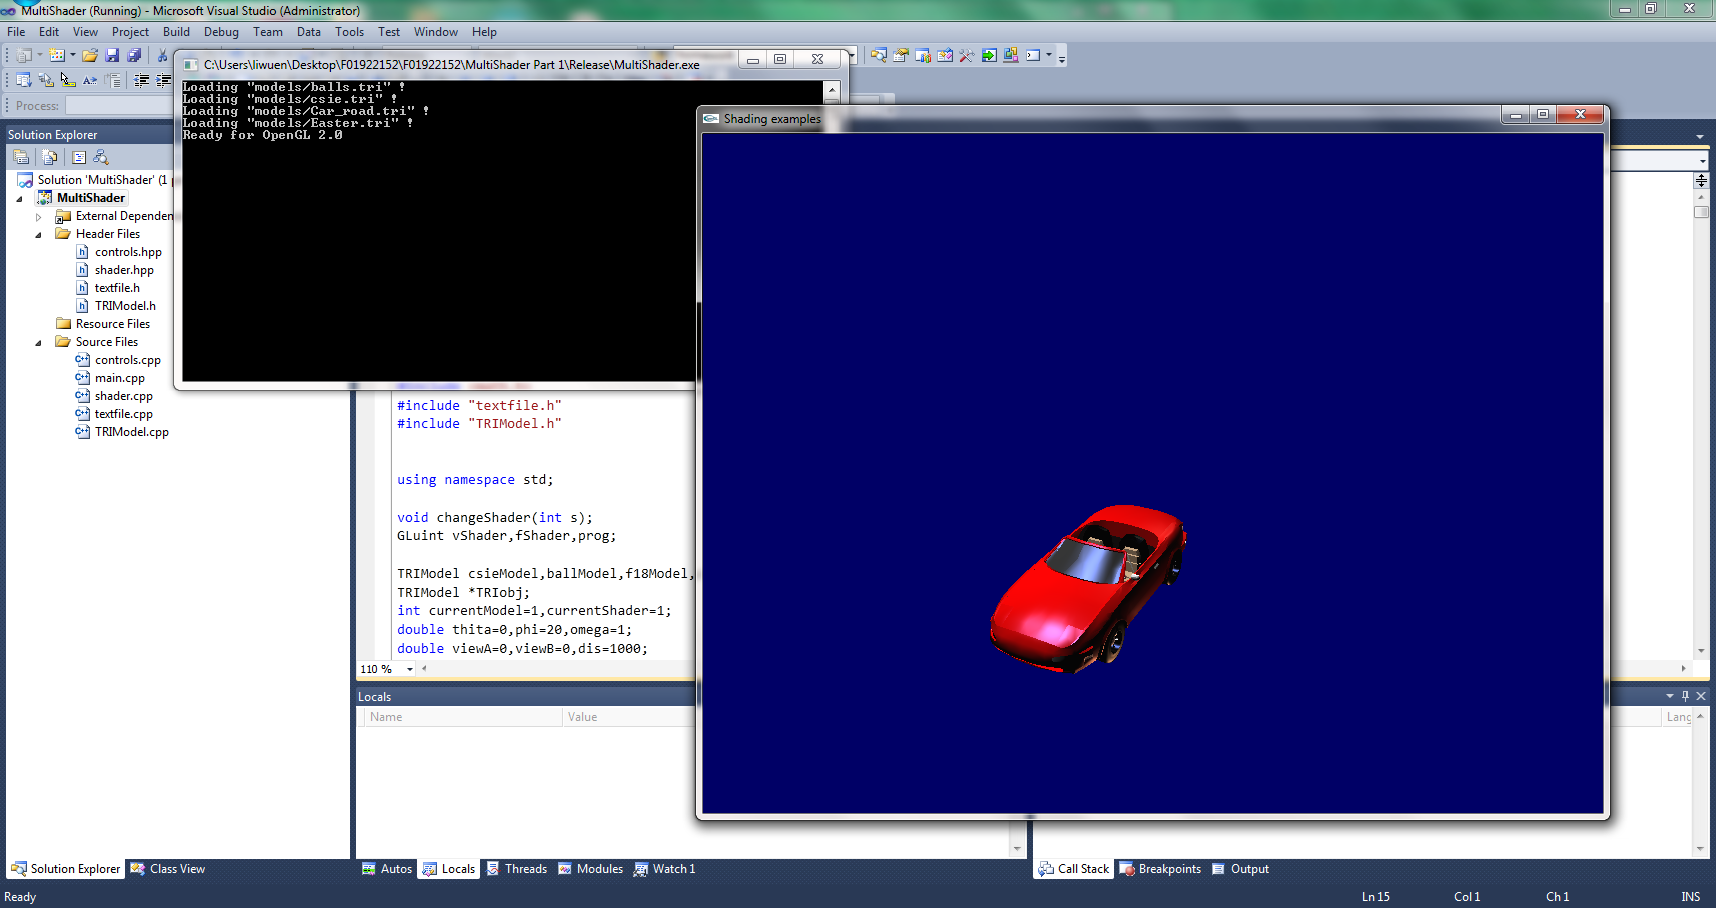 MultiShader (Running) - Microsoft Visual Studio (Administrator)
File Edit View Project Build Debug Team Data Tools Test Window Help
C:\Users\liwuen\Desktop\F01922152\F01922152\MultiShader Part 1\Release\MultiShader.exe
Loading "models/balls.tri" !
Loading "models/csie.tri" !
Loading "models/Car_road.tri" !
Loading "models/Easter.tri" !
Ready for OpenGL 2.0
Process:
Shading examples
Solution Explorer
Solution 'MultiShader' (1
MultiShader
External Dependen
Header Files
controls.hpp
shader.hpp
textfile.h
TRIModel.h
Resource Files
Source Files
controls.cpp
main.cpp
shader.cpp
textfile.cpp
TRIModel.cpp
#include "textfile.h"
#include "TRIModel.h"
using namespace std;
void changeShader(int s);
GLuint vShader,fShader,prog;
TRIModel csieModel,ballModel,f18Model,
TRIModel *TRIobj;
int currentModel=1,currentShader=1;
double thita=0,phi=20,omega=1;
double viewA=0,viewB=0,dis=1000;
110 %
Locals
Name Value Lang
Solution Explorer Class View
Autos Locals Threads Modules Watch 1
Call Stack Breakpoints Output
Ready Ln 15 Col 1 Ch 1 INS